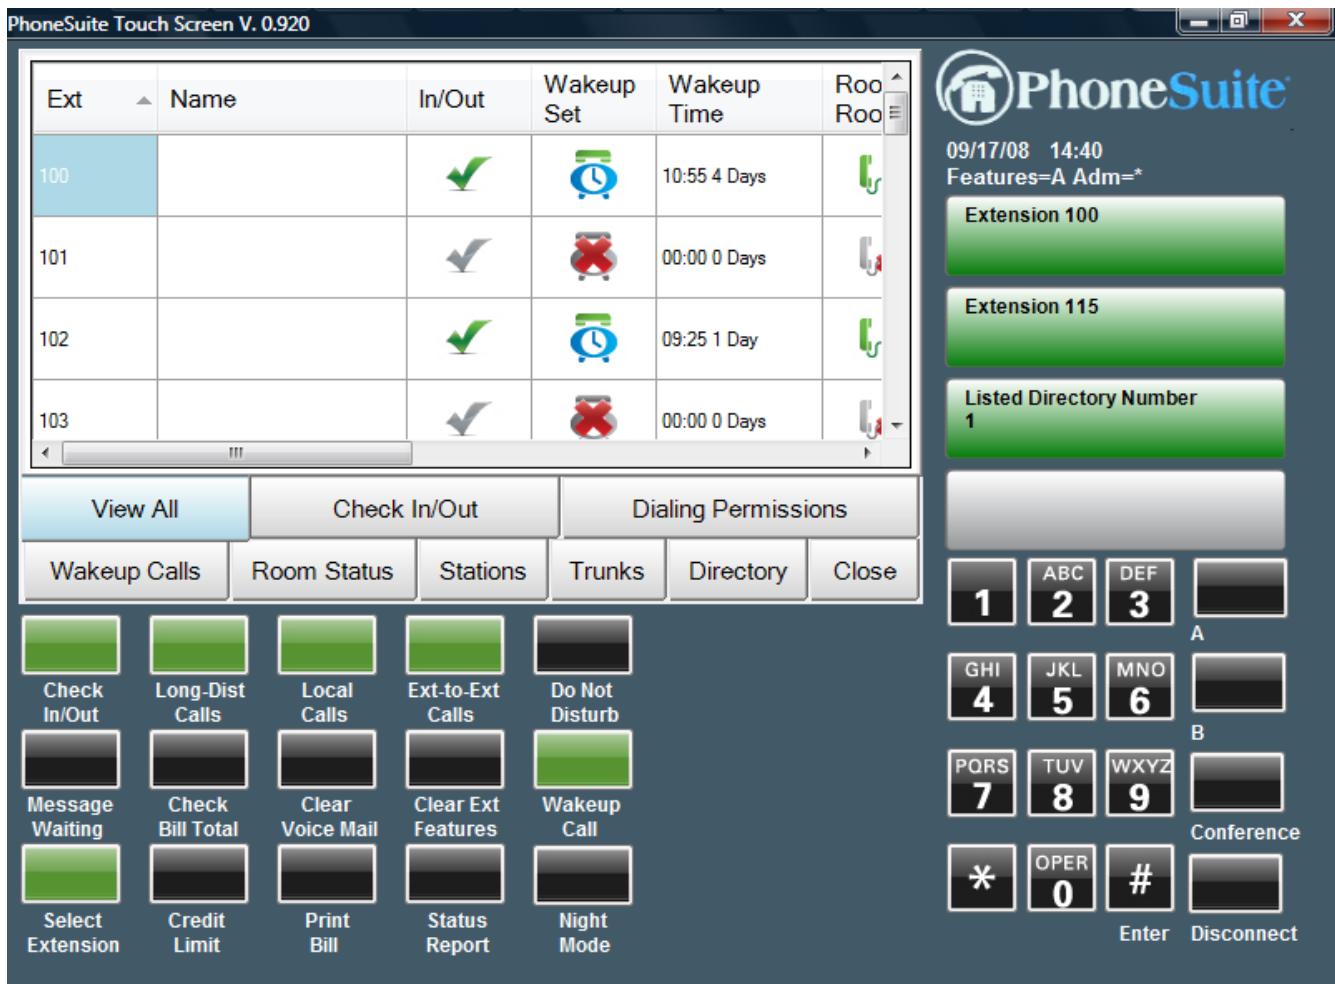 PhoneSuite Touch Screen V. 0.920
Ext Name In/Out Wakeup Set Wakeup Time Roo Roo
100 10:55 4 Days
101 00:00 0 Days
102 09:25 1 Day
103 00:00 0 Days
View All Check In/Out Dialing Permissions
Wakeup Calls Room Status Stations Trunks Directory Close
Check In/Out Long-Dist Calls Local Calls Ext-to-Ext Calls Do Not Disturb
Message Waiting Check Bill Total Clear Voice Mail Clear Ext Features Wakeup Call
Select Extension Credit Limit Print Bill Status Report Night Mode
PhoneSuite
09/17/08 14:40
Features=A Adm=*
Extension 100
Extension 115
Listed Directory Number
1
1 ABC 2 DEF 3 A
GHI 4 JKL 5 MNO 6 B
PQRS 7 TUV 8 WXYZ 9 Conference
* OPER 0 # Enter Disconnect